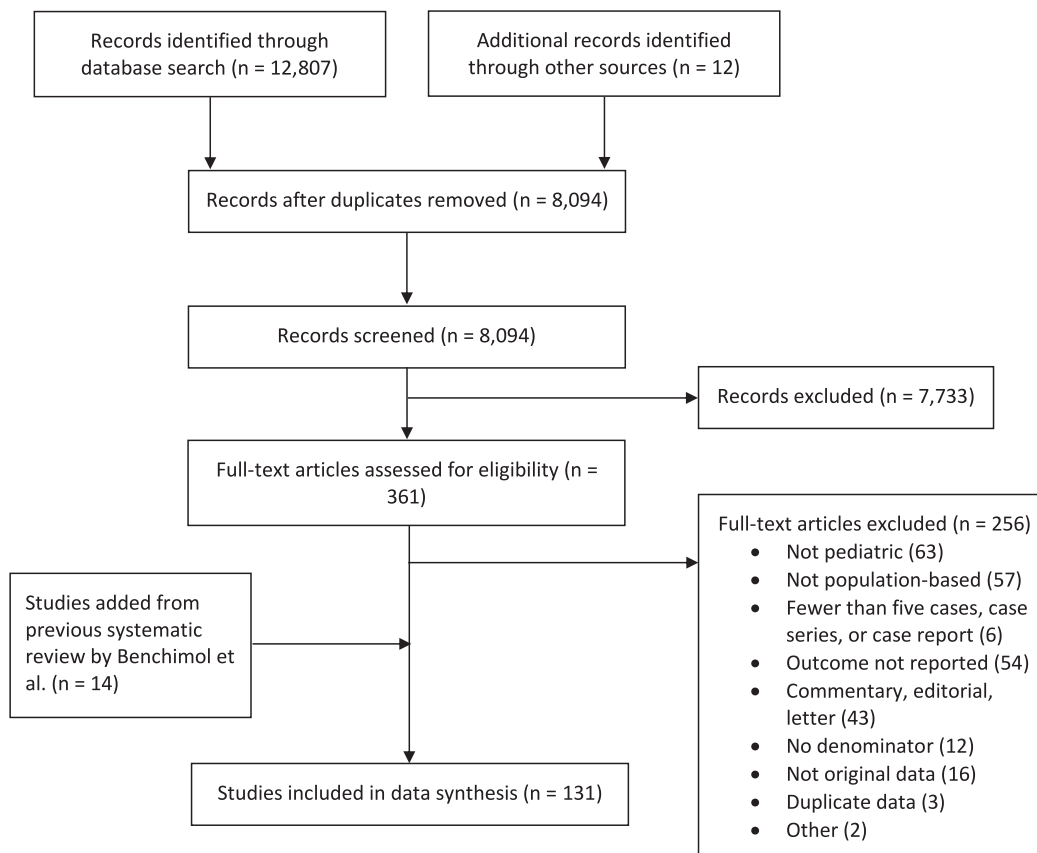 Records identified through
database search (n = 12,807)
Additional records identified
through other sources (n = 12)
Records after duplicates removed (n = 8,094)
Records screened (n = 8,094)
Records excluded (n = 7,733)
Full-text articles assessed for eligibility (n =
361)
Full-text articles excluded (n = 256)
• Not pediatric (63)
• Not population-based (57)
• Fewer than five cases, case
series, or case report (6)
• Outcome not reported (54)
• Commentary, editorial,
letter (43)
• No denominator (12)
• Not original data (16)
• Duplicate data (3)
• Other (2)
Studies added from
previous systematic
review by Benchimol et
al. (n = 14)
Studies included in data synthesis (n = 131)